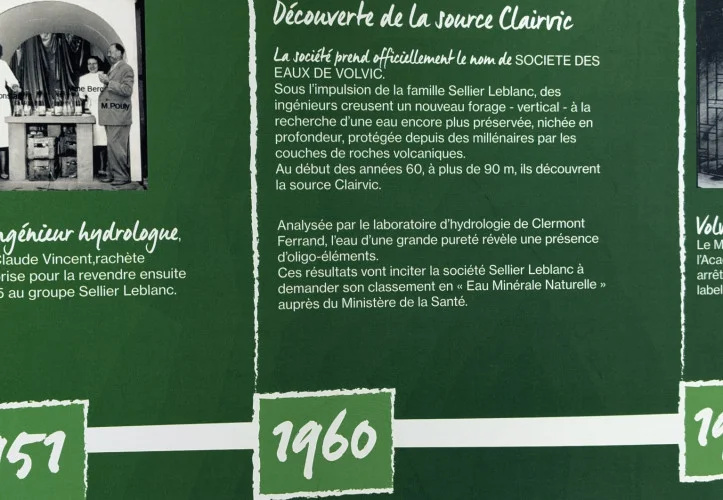 M. Pouly
ingénieur hydrologue,
Claude Vincent,rachète
prise pour la revendre ensuite
au groupe Sellier Leblanc.
1951
Découverte de la source Clairvic
La société prend officiellement le nom de SOCIETE DES
EAUX DE VOLVIC.
Sous l'impulsion de la famille Sellier Leblanc, des
ingénieurs creusent un nouveau forage - vertical - à la
recherche d'une eau encore plus préservée, nichée en
profondeur, protégée depuis des millénaires par les
couches de roches volcaniques.
Au début des années 60, à plus de 90 m, ils découvrent
la source Clairvic.
Analysée par le laboratoire d'hydrologie de Clermont
Ferrand, l'eau d'une grande pureté révèle une présence
d'oligo-éléments.
Ces résultats vont inciter la société Sellier Leblanc à
demander son classement en « Eau Minérale Naturelle »
auprès du Ministère de la Santé.
1960
Volv
Le M
l'Aca
arrêt
label
19